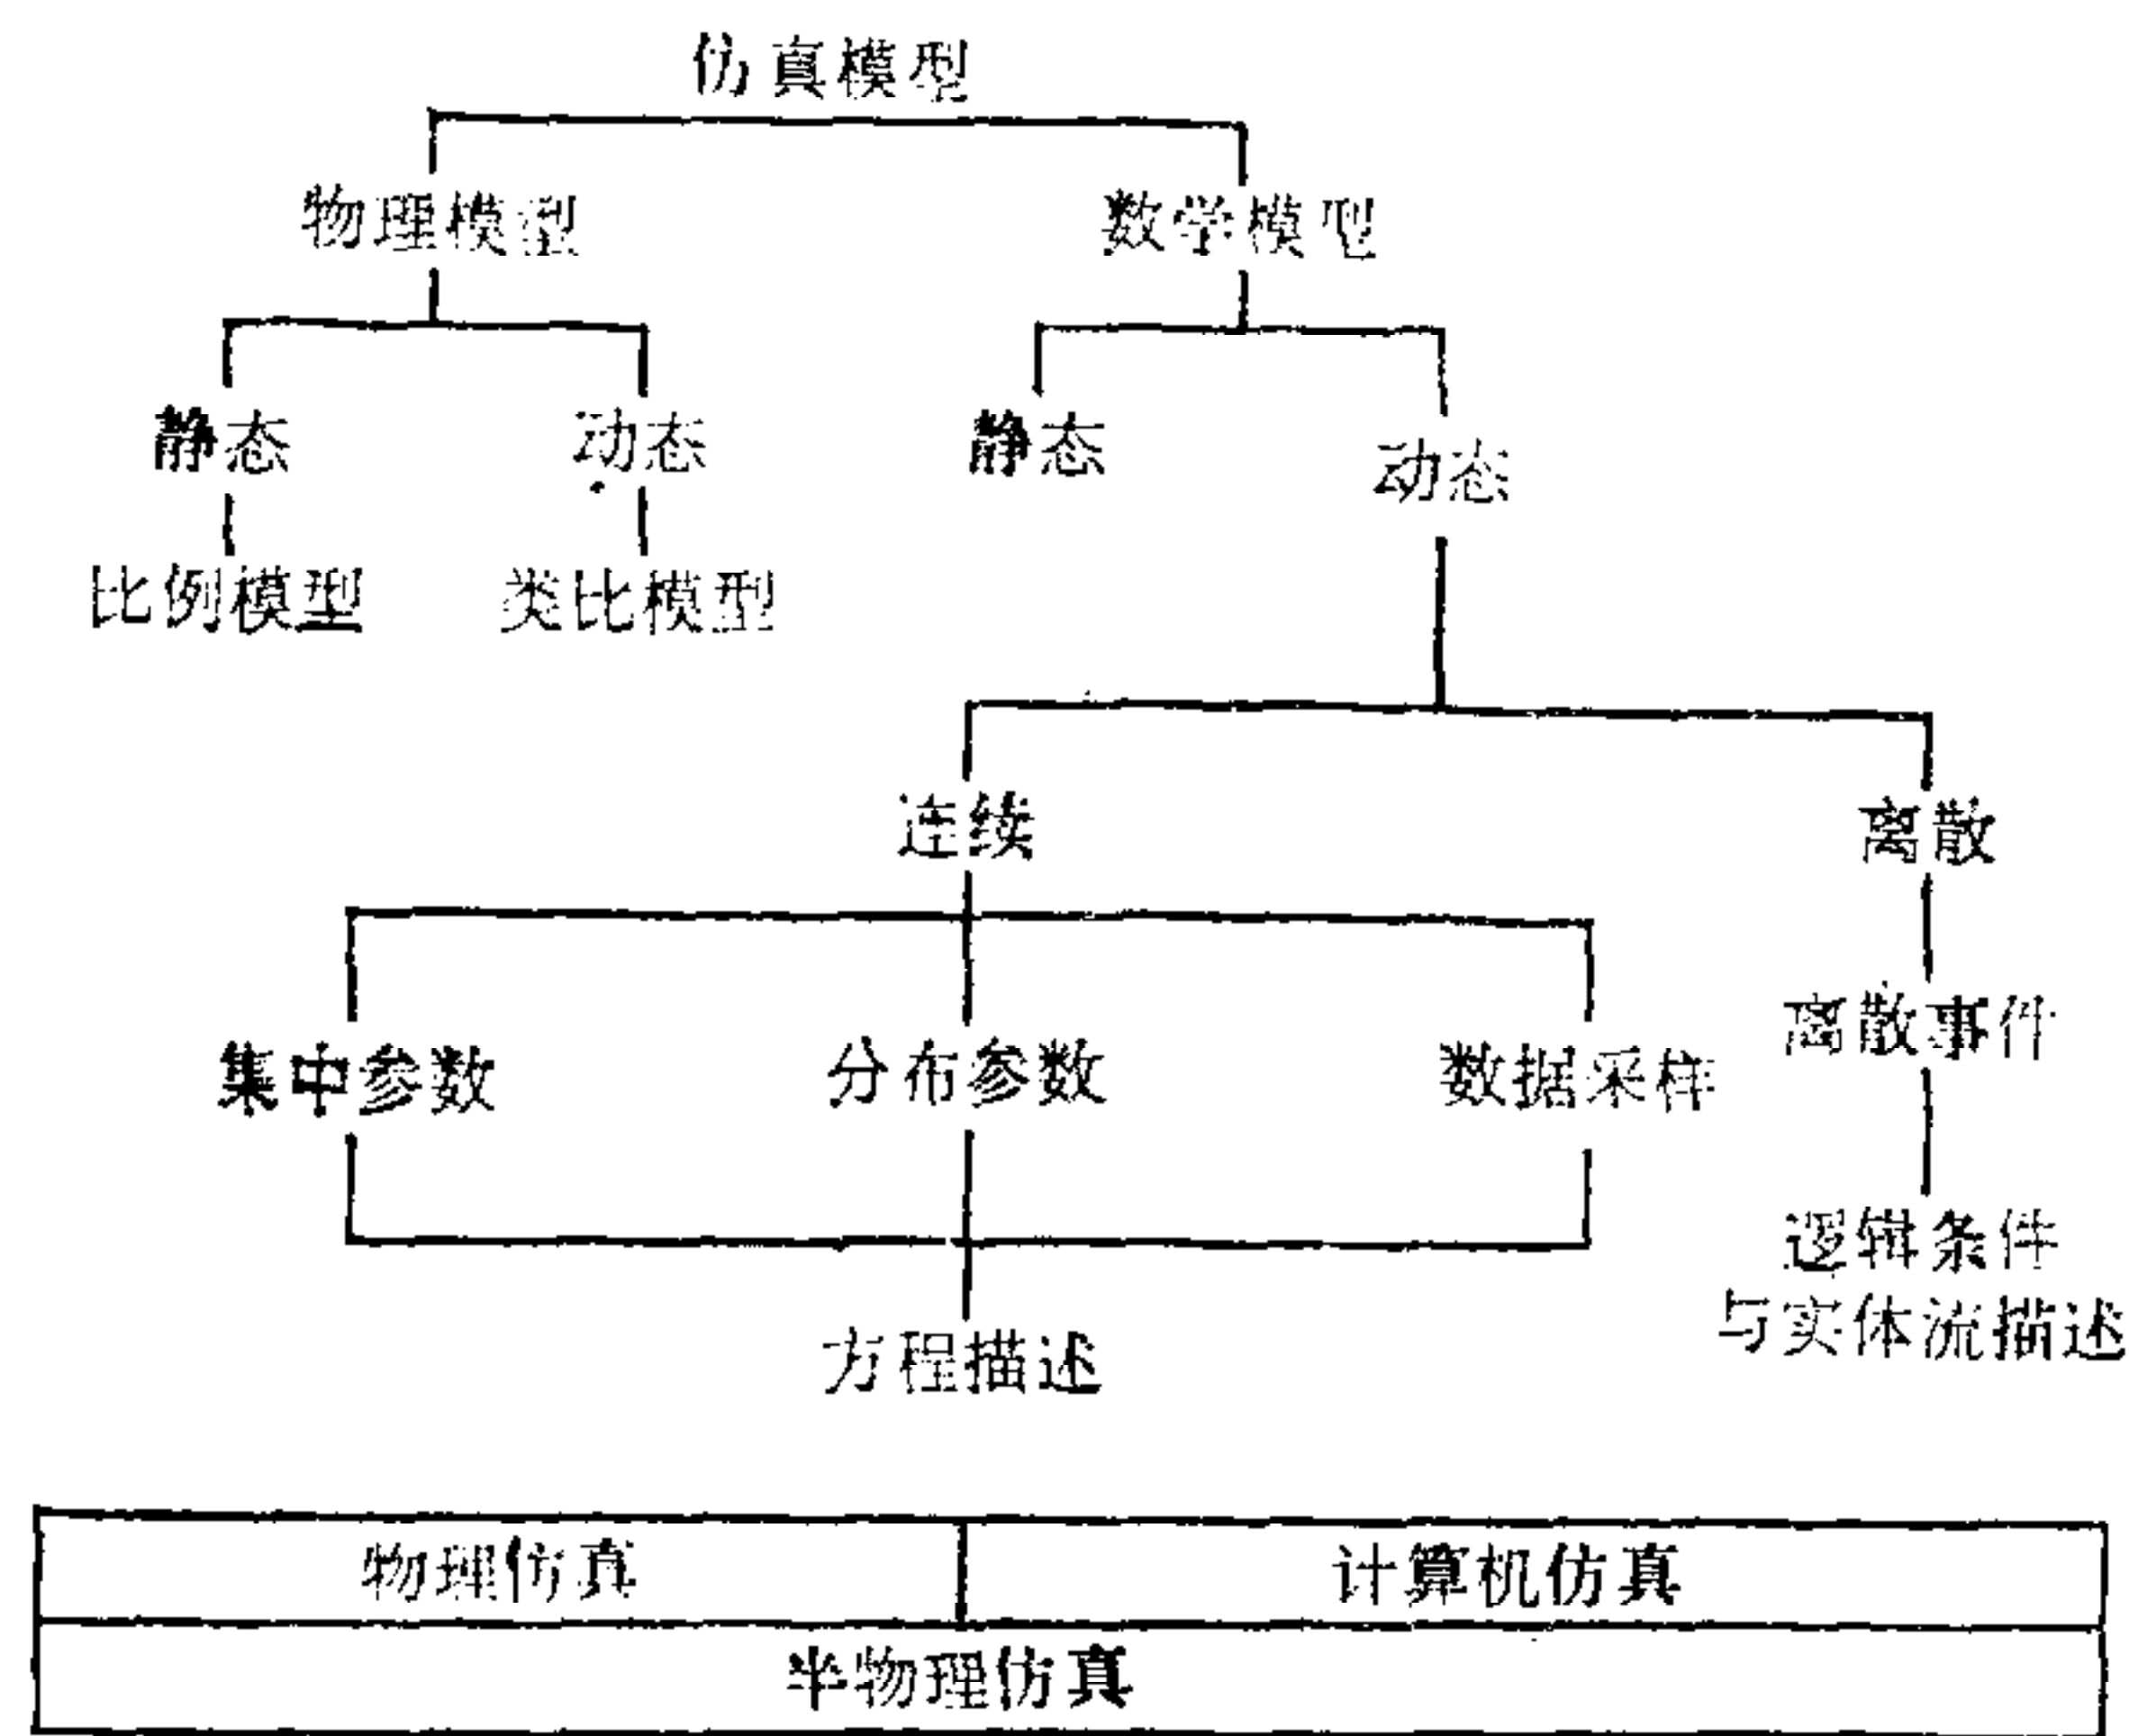 仿真模型
物理模型
数学模型
静态
动态
静态
动态
比例模型
类比模型
连续
离散
集中参数
分布参数
数据采样
离散事件
逻辑条件
与实体流描述
方程描述
物理仿真
计算机仿真
半物理仿真